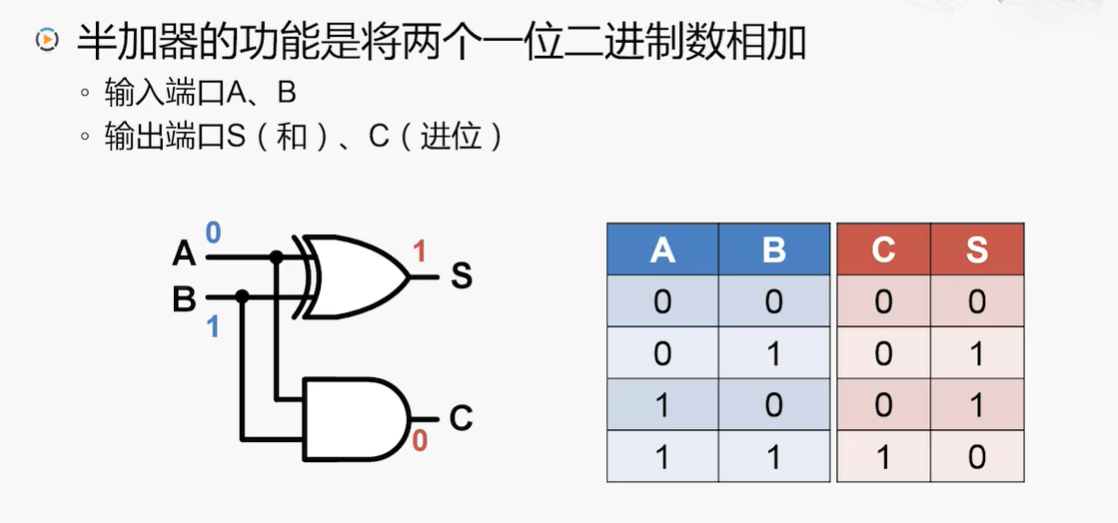 半加器的功能是将两个一位二进制数相加
。输入端口A、B
。输出端口S（和）、C（进位）
A 0
B 1
1 S
C 0
A B C S
0 0 0 0
0 1 0 1
1 0 0 1
1 1 1 0